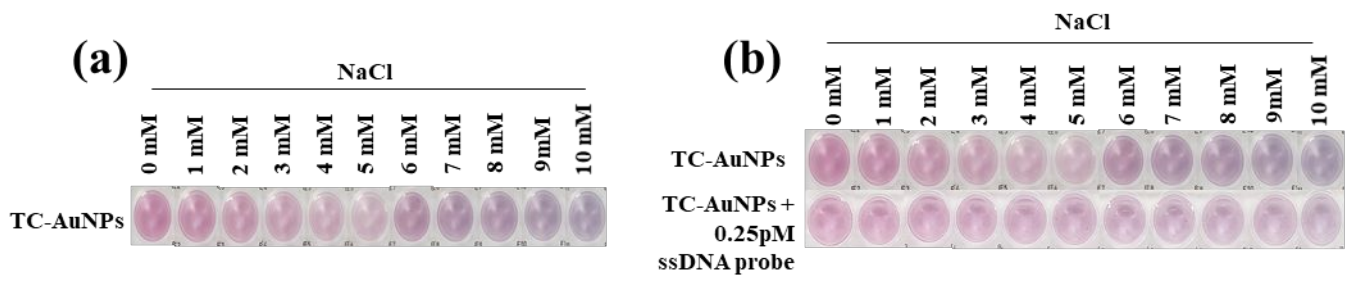 (a)
NaCl
0 mM 1 mM 2 mM 3 mM 4 mM 5 mM 6 mM 7 mM 8 mM 9mM 10 mM
TC-AuNPs
(b)
NaCl
0 mM 1 mM 2 mM 3 mM 4 mM 5 mM 6 mM 7 mM 8 mM 9mM 10 mM
TC-AuNPs
TC-AuNPs +
0.25pM
ssDNA probe